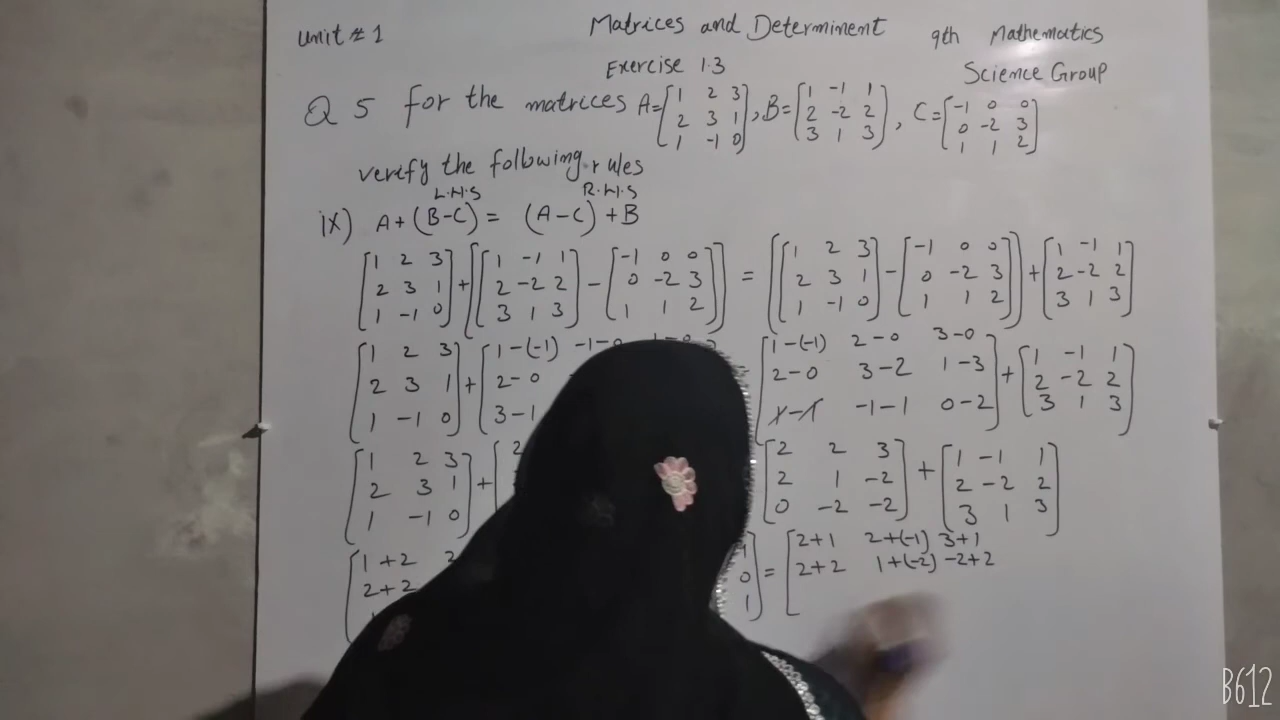 Unit # 1 Matrices and Determinent 9th Mathematics
Exercise 1.3 Science Group
Q 5 for the matrices A=[1 2 3; 2 3 1; 1 -1 0], B=[1 -1 1; 2 -2 2; 3 1 3], C=[-1 0 0; 0 -2 3; 1 1 2]
verify the following rules
L.H.S R.H.S
ix) A+(B-C) = (A-C)+B
[1 2 3; 2 3 1; 1 -1 0]+[[1 -1 1; 2 -2 2; 3 1 3]-[-1 0 0; 0 -2 3; 1 1 2]] = [[1 2 3; 2 3 1; 1 -1 0]-[-1 0 0; 0 -2 3; 1 1 2]]+[1 -1 1; 2 -2 2; 3 1 3]
[1 2 3; 2 3 1; 1 -1 0]+[1-(-1) -1-0; 2-0; 3-1 = [1-(-1) 2-0 3-0; 2-0 3-2 1-3; 1-1 -1-1 0-2]+[1 -1 1; 2 -2 2; 3 1 3]
[1 2 3; 2 3 1; 1 -1 0]+[2 [2 2 3; 2 1 -2; 0 -2 -2]+[1 -1 1; 2 -2 2; 3 1 3]
[1+2 2; 2+2 1; 0; 1] = [2+1 2+(-1) 3+1; 2+2 1+(-2) -2+2
B612